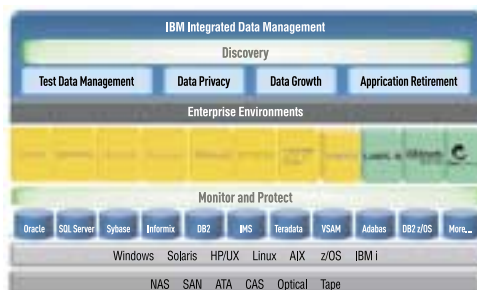 IBM Integrated Data Management
Discovery
Test Data Management Data Privacy Data Growth Application Retirement
Enterprise Environments
Monitor and Protect
Oracle SQL Server Sybase Informix DB2 IMS Teradata VSAM Adabas DB2 z/OS More...
Windows Solaris HP/UX Linux AIX z/OS IBM i
NAS SAN ATA CAS Optical Tape